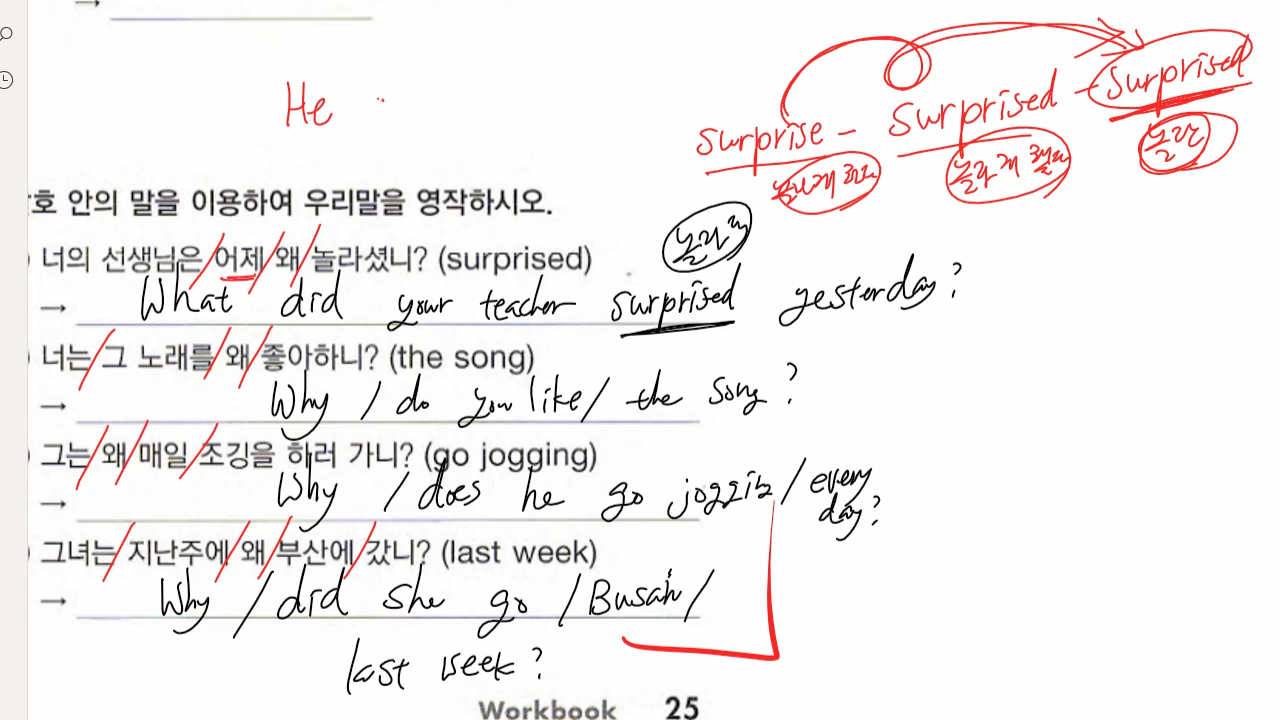 →
He
surprise - surprised - surprised
놀라게 하다 놀라게 했다 놀란
호 안의 말을 이용하여 우리말을 영작하시오.
놀라
너의 선생님은 / 어제 / 왜 / 놀라셨니? (surprised)
→ What did your teacher surprised yesterday?
너는 / 그 노래를 / 왜 / 좋아하니? (the song)
→ Why / do you like / the song?
그는 / 왜 / 매일 / 조깅을 하러 가니? (go jogging)
→ Why / does he go / every
day?
그녀는 / 지난주에 / 왜 / 부산에 / 갔니? (last week)
→ Why / did she go / Busan /
last week?
Workbook 25